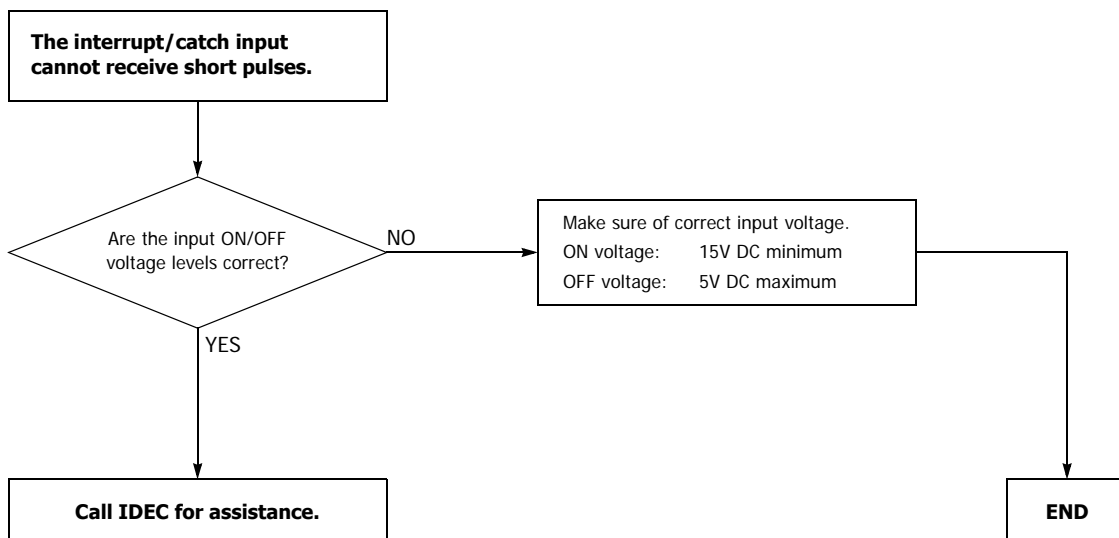 The interrupt/catch input
cannot receive short pulses.
Are the input ON/OFF
voltage levels correct?
NO
Make sure of correct input voltage.
ON voltage: 15V DC minimum
OFF voltage: 5V DC maximum
YES
Call IDEC for assistance.
END